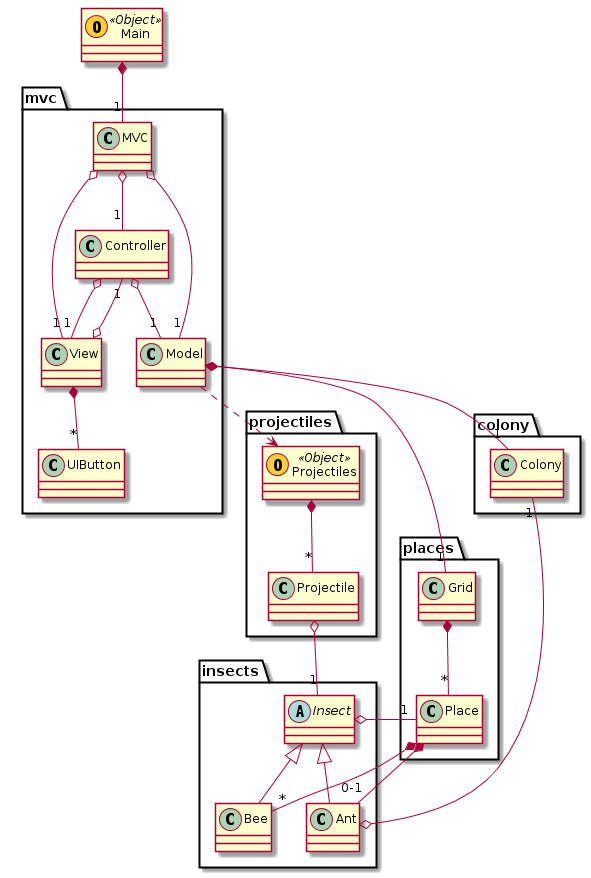 O «Object»
Main
1
mvc
C MVC
1
C Controller
1 1 1 1 1
C View
C Model
*
C UIButton
projectiles
O «Object»
Projectiles
*
C Projectile
1
colony
1
C Colony
1
places
1
C Grid
*
C Place
1
insects
A Insect
0-1
*
C Bee
C Ant